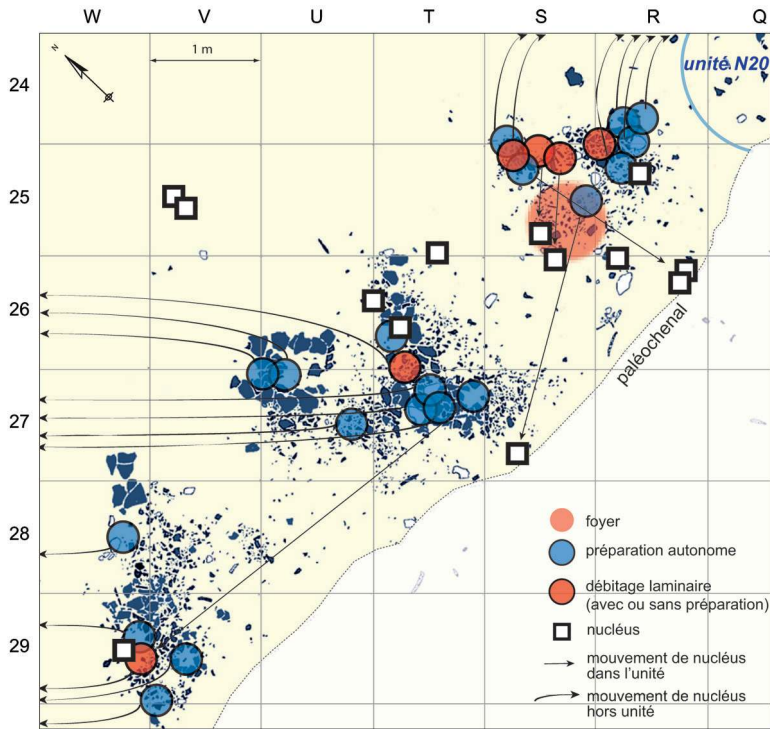 W V U T S R Q
24
25
26
27
28
29
N
1 m
unité N20
paléochenal
foyer
préparation autonome
débitage laminaire
(avec ou sans préparation)
nucléus
mouvement de nucléus
dans l'unité
mouvement de nucléus
hors unité